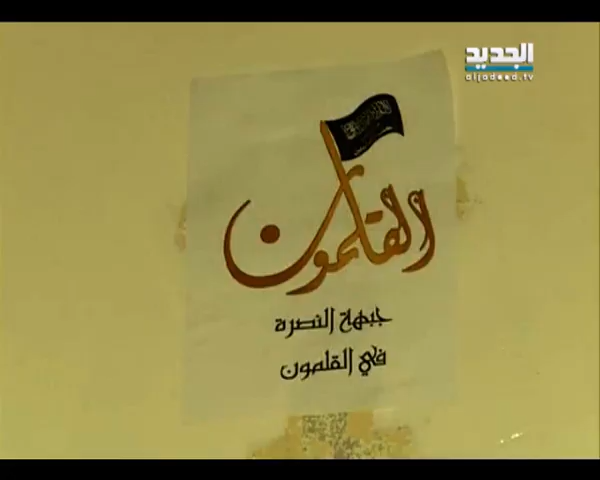 الجديد
aljadeed.tv
القلمون
جبهة النصرة
في القلمون